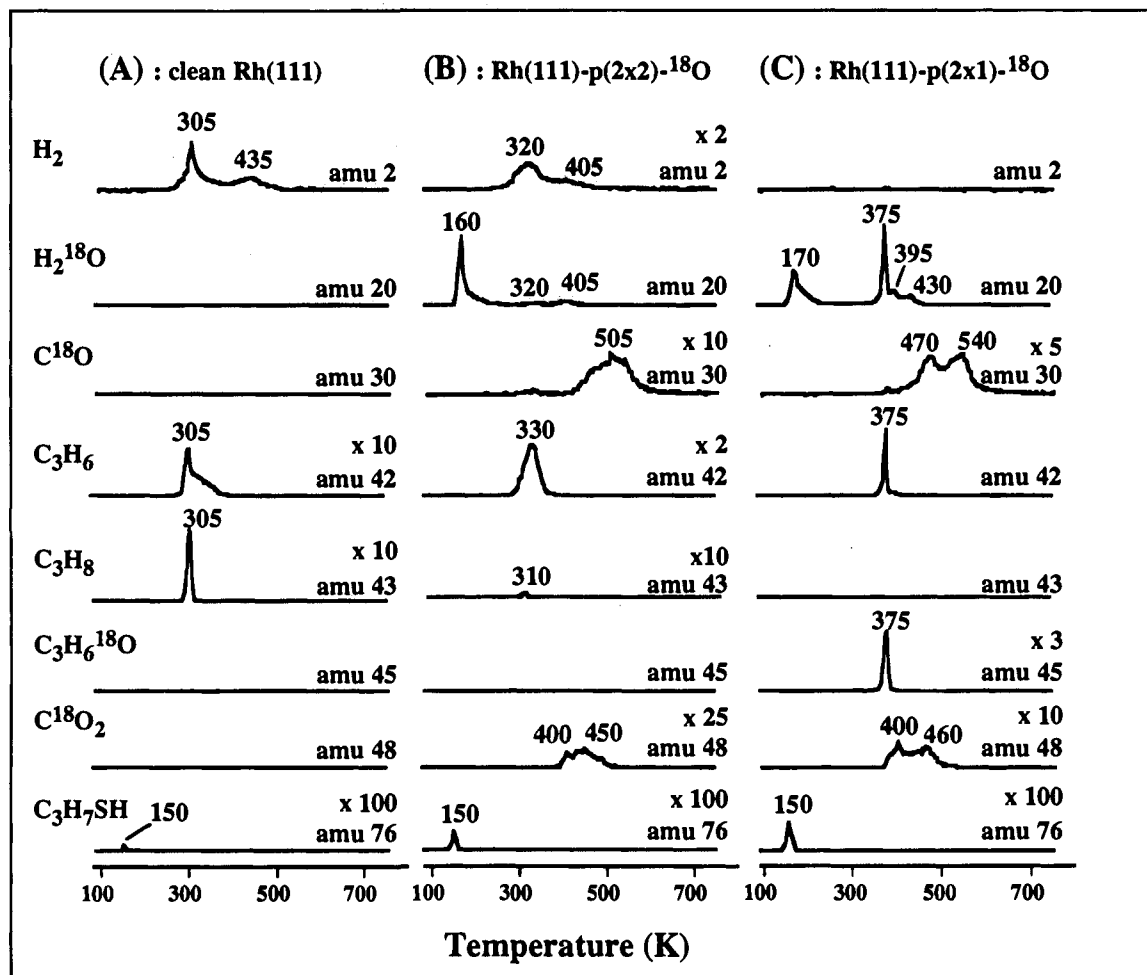 (A) : clean Rh(111) (B) : Rh(111)-p(2x2)-¹⁸O (C) : Rh(111)-p(2x1)-¹⁸O
H₂ 305 435 amu 2 320 405 x 2 amu 2 amu 2
H₂¹⁸O amu 20 160 320 405 amu 20 170 375 395 430 amu 20
C¹⁸O amu 30 505 x 10 amu 30 470 540 x 5 amu 30
C₃H₆ 305 x 10 amu 42 330 x 2 amu 42 375 amu 42
C₃H₈ 305 x 10 amu 43 310 x10 amu 43 amu 43
C₃H₆¹⁸O amu 45 amu 45 375 x 3 amu 45
C¹⁸O₂ amu 48 400 450 x 25 amu 48 400 460 x 10 amu 48
C₃H₇SH 150 x 100 amu 76 150 x 100 amu 76 150 x 100 amu 76
100 300 500 700 100 300 500 700 100 300 500 700
Temperature (K)